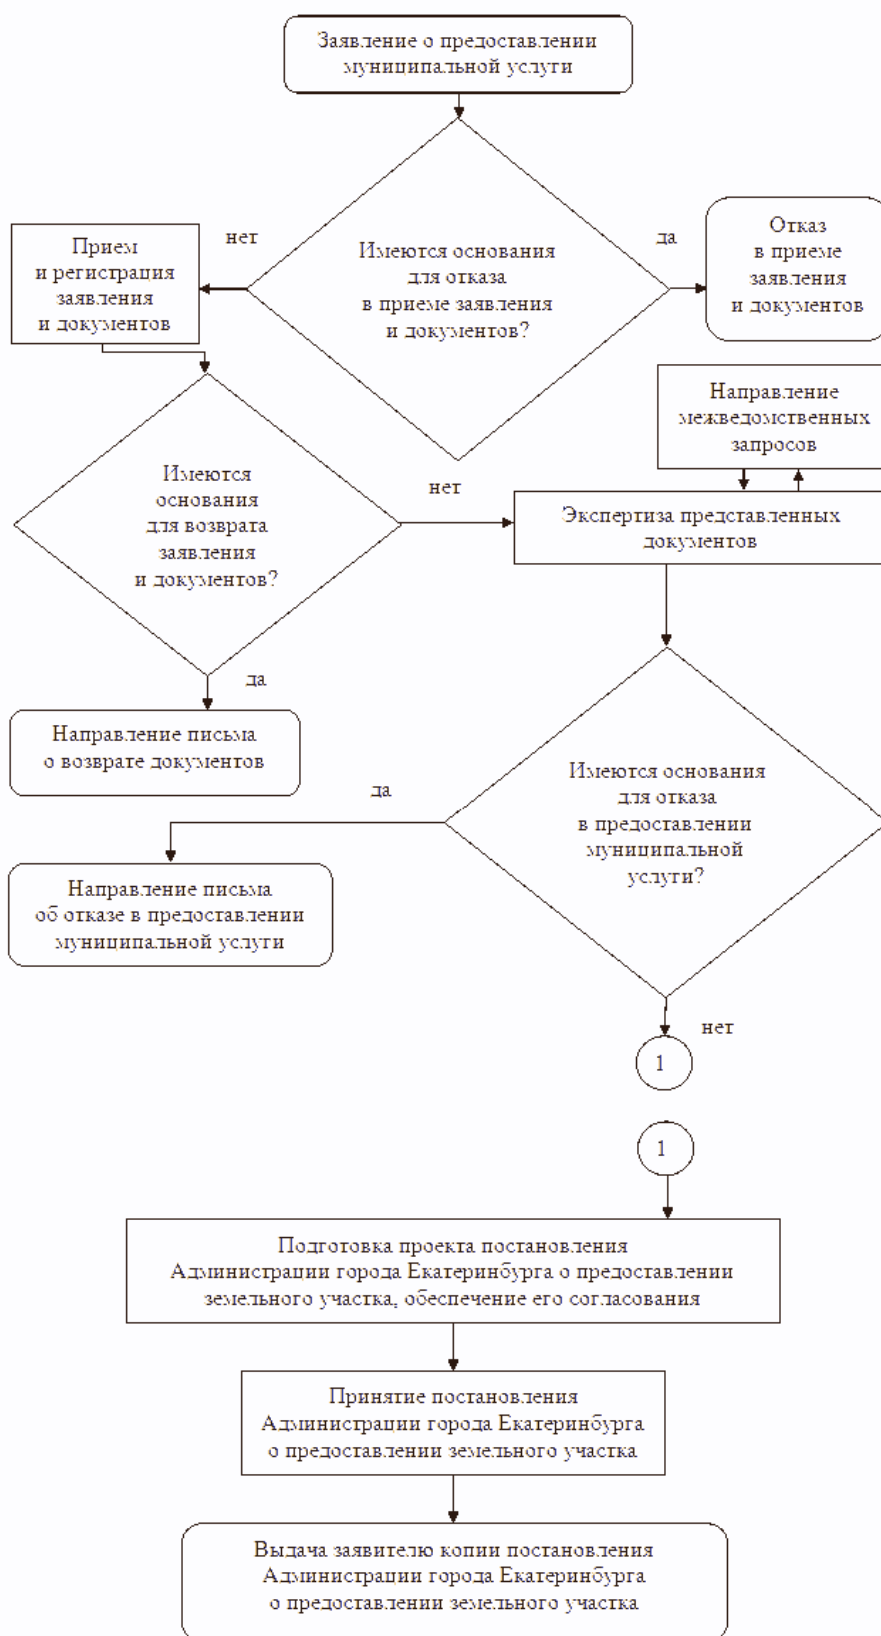 Заявление о предоставлении
муниципальной услуги
нет
да
Прием
и регистрация
заявления
и документов
Имеются основания
для отказа
в приеме заявления
и документов?
Отказ
в приеме
заявления
и документов
Направление
межведомственных
запросов
Имеются
основания
для возврата
заявления
и документов?
нет
Экспертиза представленных
документов
да
Направление письма
о возврате документов
Имеются основания
для отказа
в предоставлении
муниципальной
услуги?
да
Направление письма
об отказе в предоставлении
муниципальной услуги
нет
1
1
Подготовка проекта постановления
Администрации города Екатеринбурга о предоставлении
земельного участка, обеспечение его согласования
Принятие постановления
Администрации города Екатеринбурга
о предоставлении земельного участка
Выдача заявителю копии постановления
Администрации города Екатеринбурга
о предоставлении земельного участка